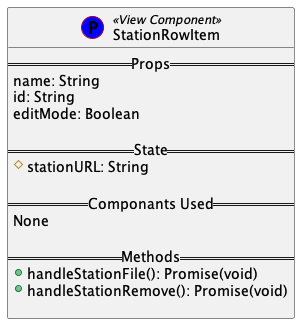 «View Component»
P
StationRowItem
Props
name: String
id: String
editMode: Boolean
State
stationURL: String
Componants Used
None
Methods
handleStationFile(): Promise(void)
handleStationRemove(): Promise(void)